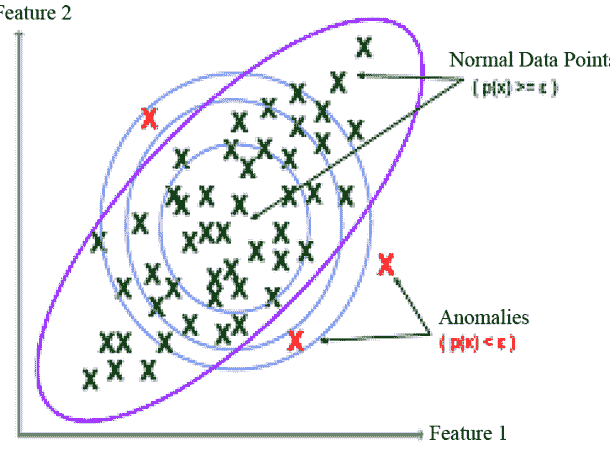 Feature 2
Normal Data Points
( p(x) >= ε )
Anomalies
( p(x) < ε )
Feature 1